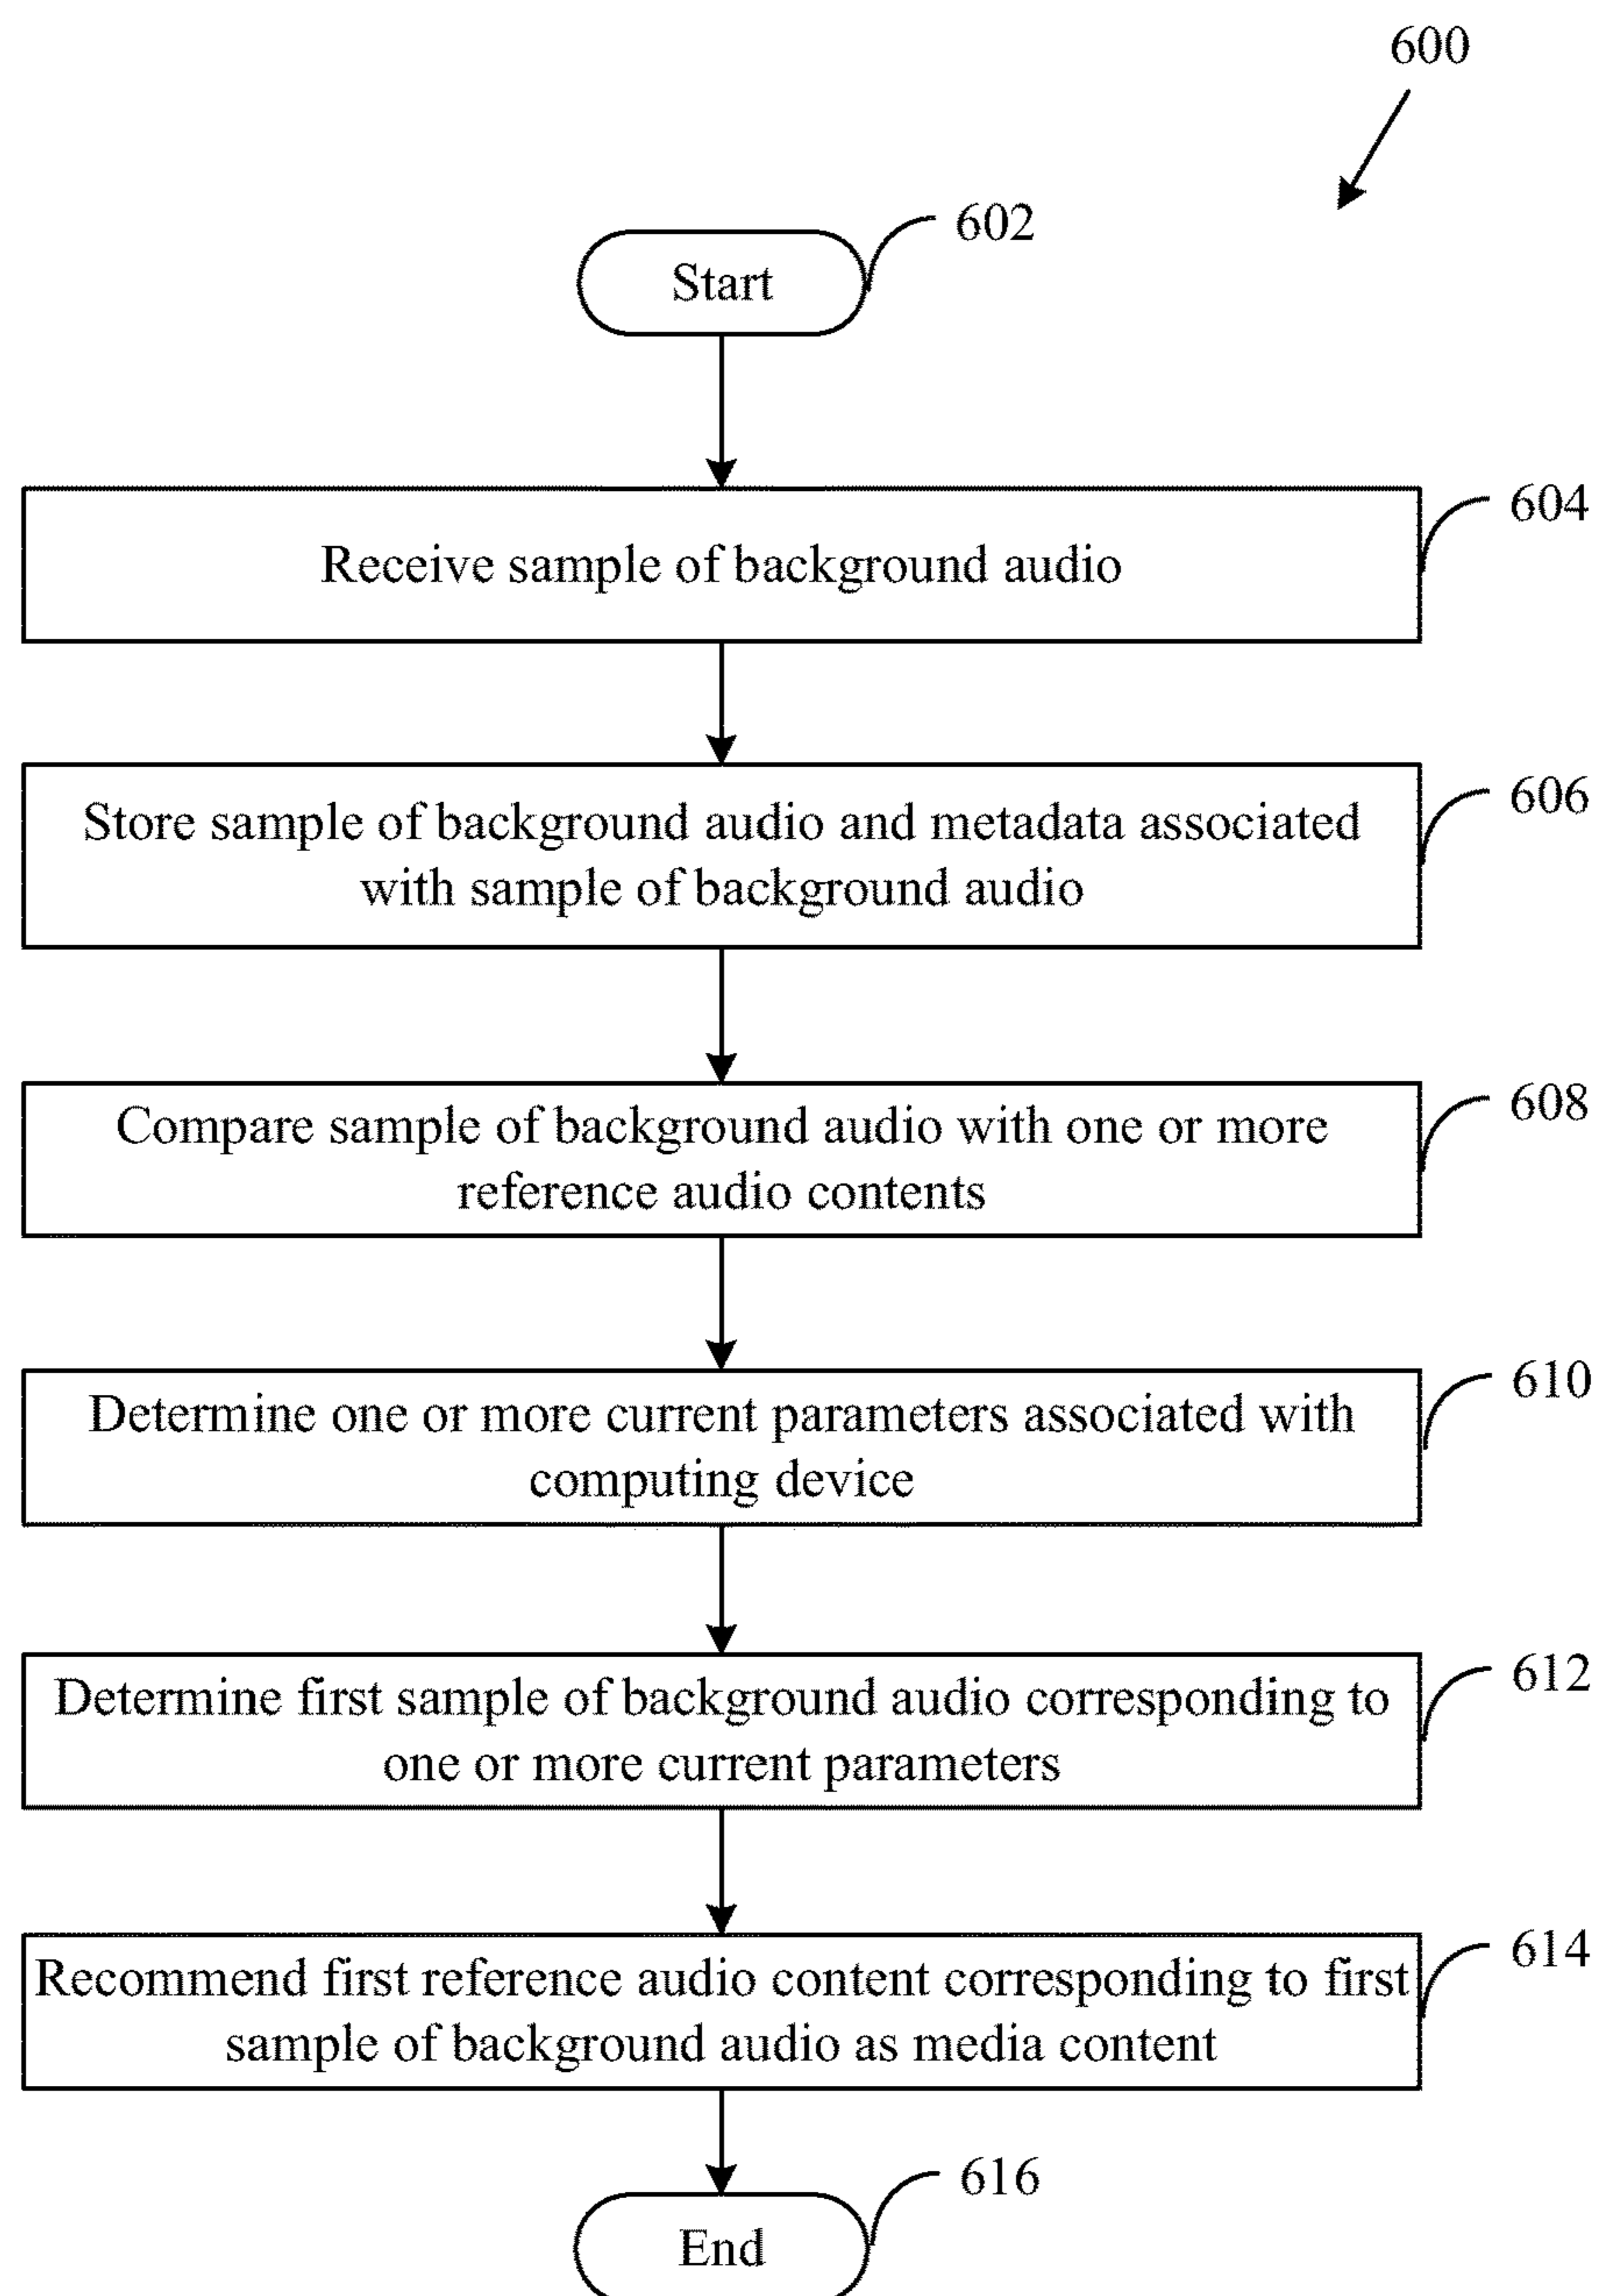 600
602
Start
604
Receive sample of background audio
606
Store sample of background audio and metadata associated
with sample of background audio
608
Compare sample of background audio with one or more
reference audio contents
610
Determine one or more current parameters associated with
computing device
612
Determine first sample of background audio corresponding to
one or more current parameters
614
Recommend first reference audio content corresponding to first
sample of background audio as media content
616
End